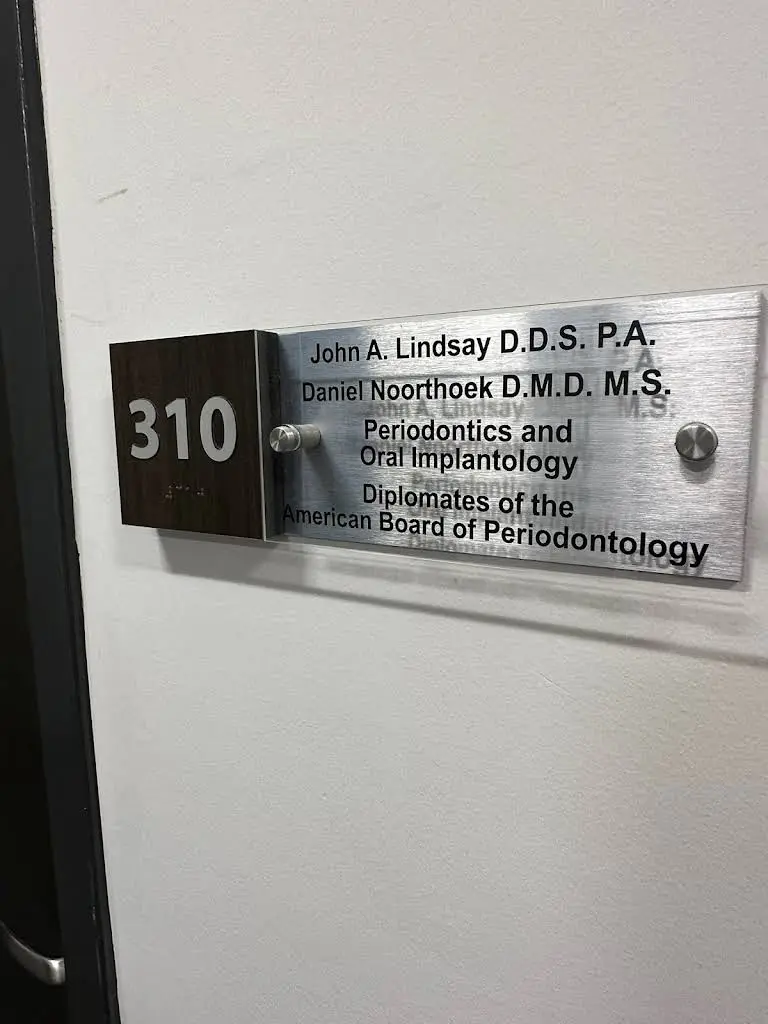 310
John A. Lindsay D.D.S. P.A.
Daniel Noorthoek D.M.D. M.S.
Periodontics and
Oral Implantology
Diplomates of the
American Board of Periodontology